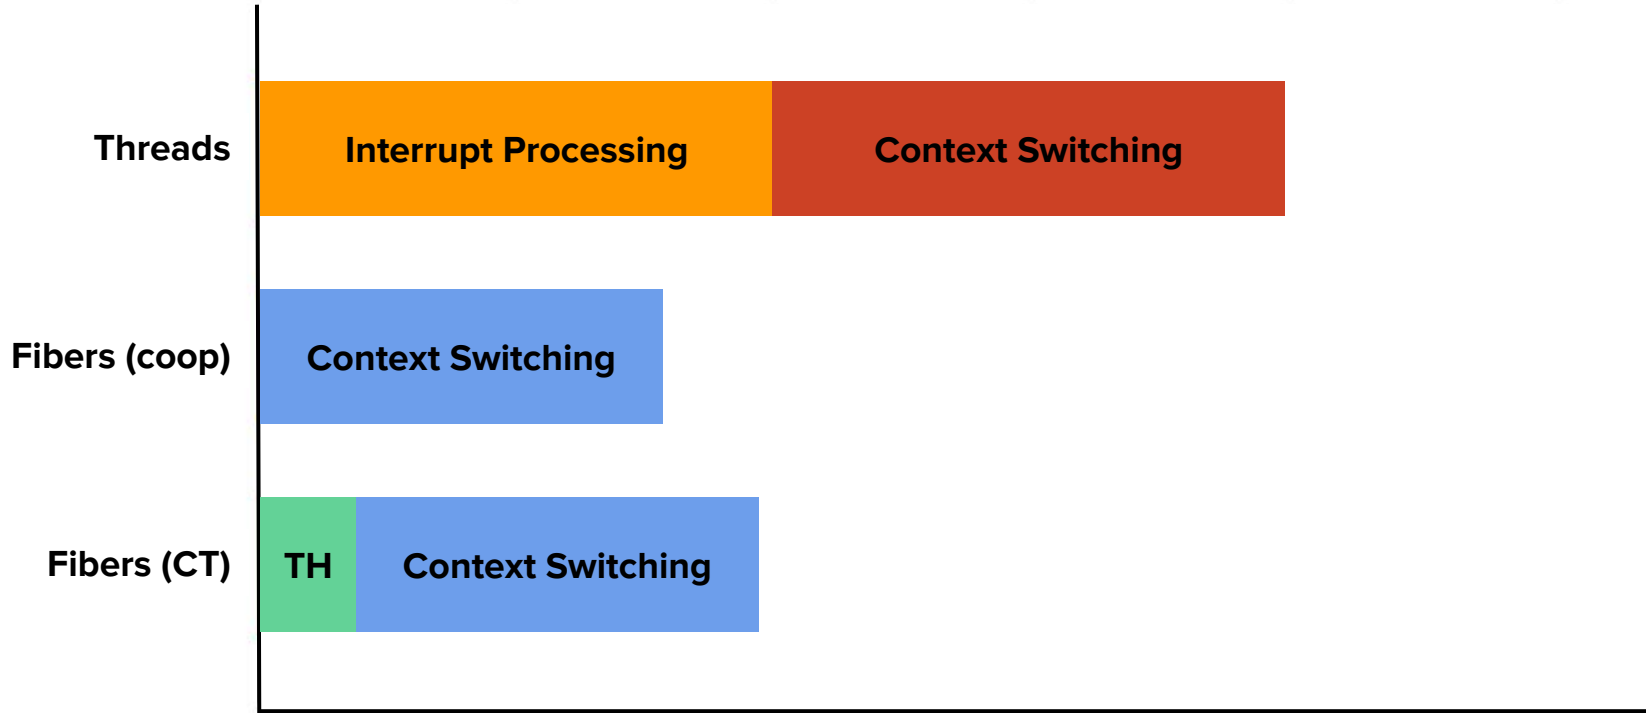 Threads
Interrupt Processing
Context Switching
Fibers (coop)
Context Switching
Fibers (CT)
TH
Context Switching